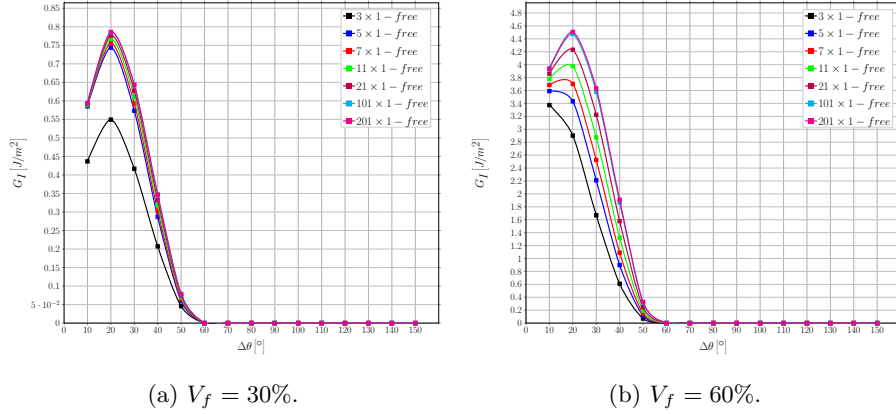 0.85
0.8
0.75
0.7
0.65
0.6
0.55
0.5
0.45
0.4
0.35
0.3
0.25
0.2
0.15
0.1
5 · 10⁻²
0
10 20 30 40 50 60 70 80 90 100 110 120 130 140 150
G_I [J/m²]
Δθ [°]
3 × 1 − free
5 × 1 − free
7 × 1 − free
11 × 1 − free
21 × 1 − free
101 × 1 − free
201 × 1 − free
(a) V_f = 30%.
4.8
4.6
4.4
4.2
4
3.8
3.6
3.4
3.2
3
2.8
2.6
2.4
2.2
2
1.8
1.6
1.4
1.2
1
0.8
0.6
0.4
0.2
0
10 20 30 40 50 60 70 80 90 100 110 120 130 140 150
G_I [J/m²]
Δθ [°]
3 × 1 − free
5 × 1 − free
7 × 1 − free
11 × 1 − free
21 × 1 − free
101 × 1 − free
201 × 1 − free
(b) V_f = 60%.